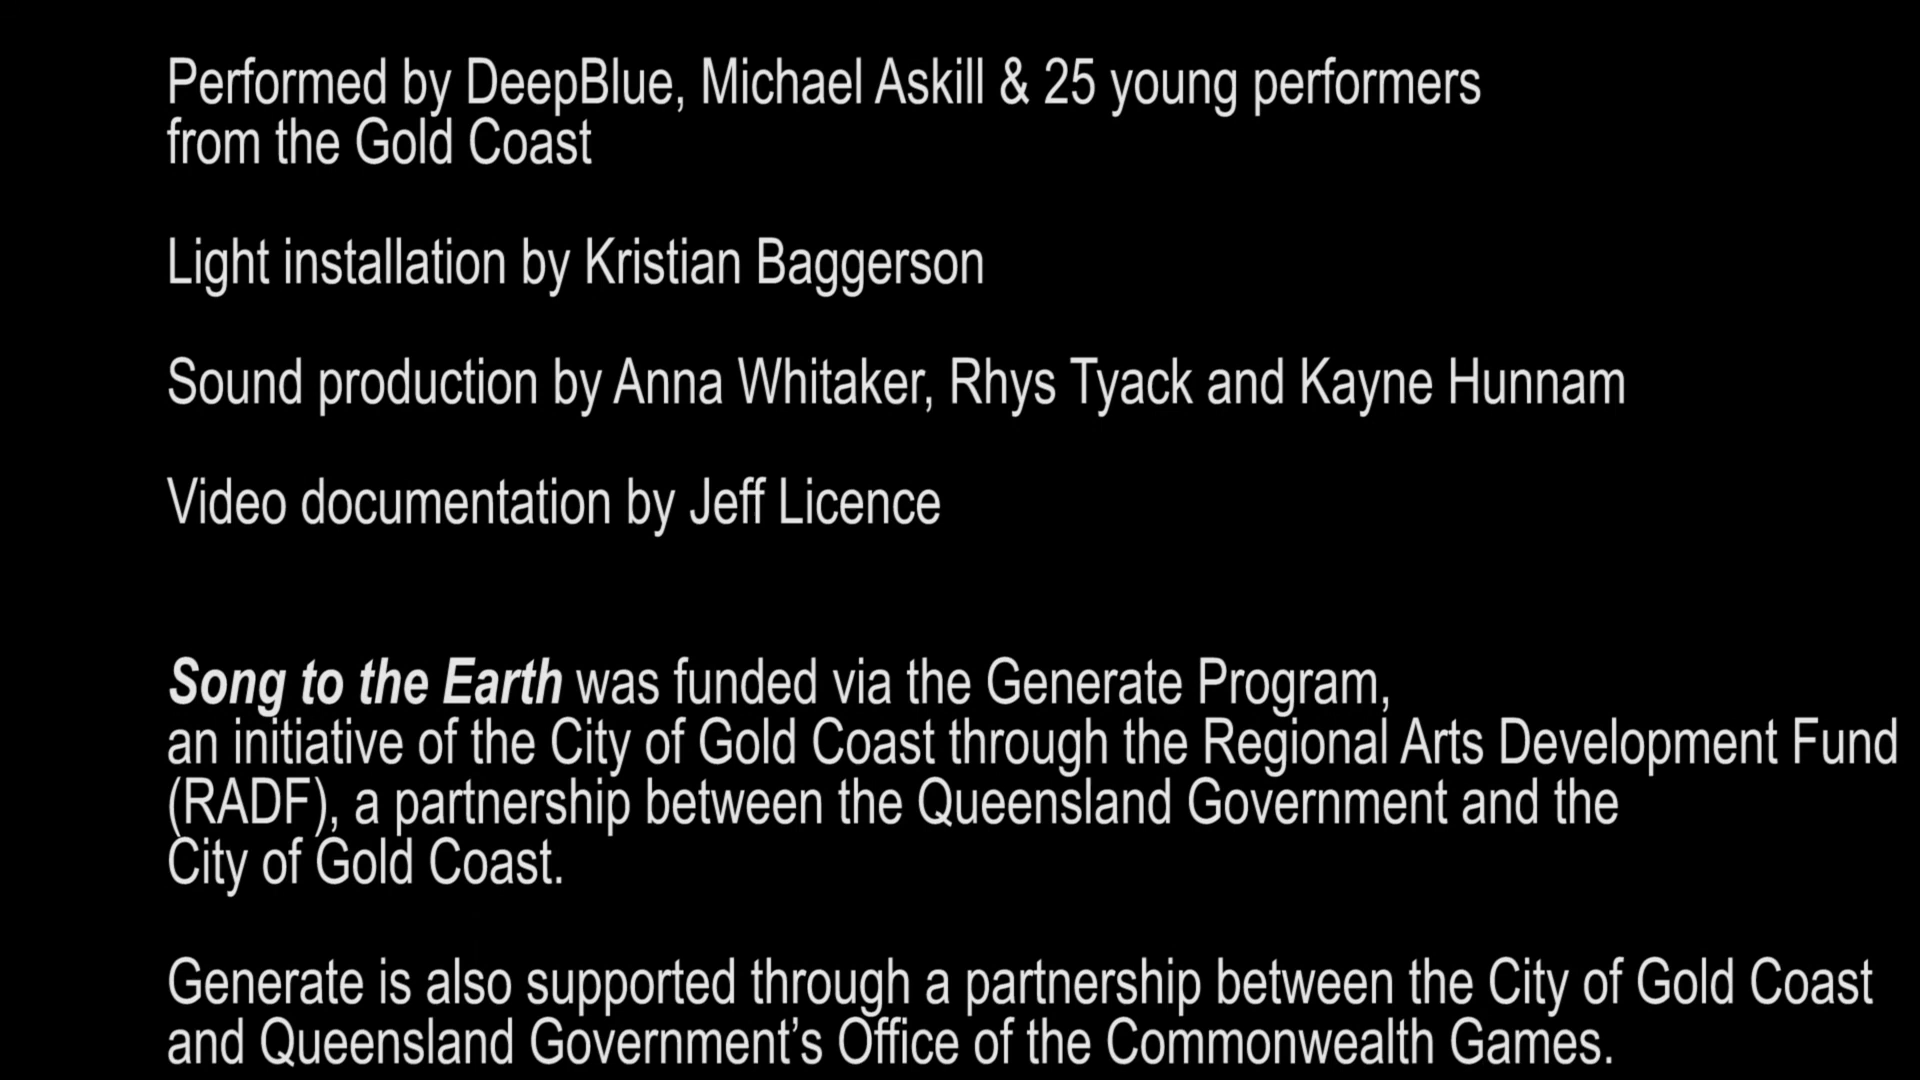 Performed by DeepBlue, Michael Askill & 25 young performers
from the Gold Coast
Light installation by Kristian Baggerson
Sound production by Anna Whitaker, Rhys Tyack and Kayne Hunnam
Video documentation by Jeff Licence
Song to the Earth was funded via the Generate Program,
an initiative of the City of Gold Coast through the Regional Arts Development Fund
(RADF), a partnership between the Queensland Government and the
City of Gold Coast.
Generate is also supported through a partnership between the City of Gold Coast
and Queensland Government’s Office of the Commonwealth Games.